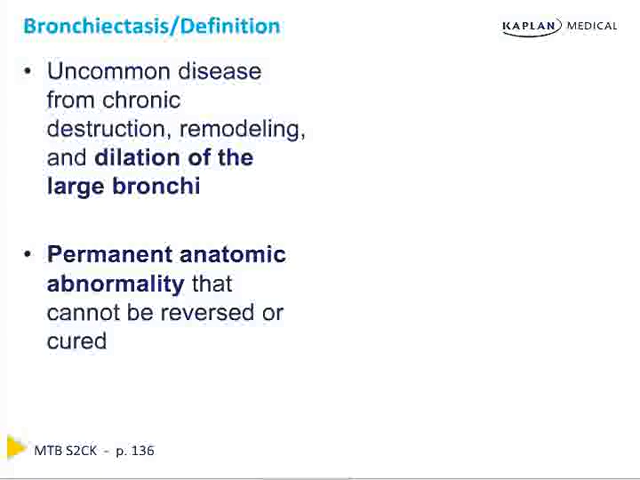 Bronchiectasis/Definition
KAPLAN MEDICAL
• Uncommon disease
from chronic
destruction, remodeling,
and dilation of the
large bronchi
• Permanent anatomic
abnormality that
cannot be reversed or
cured
MTB S2CK - p. 136